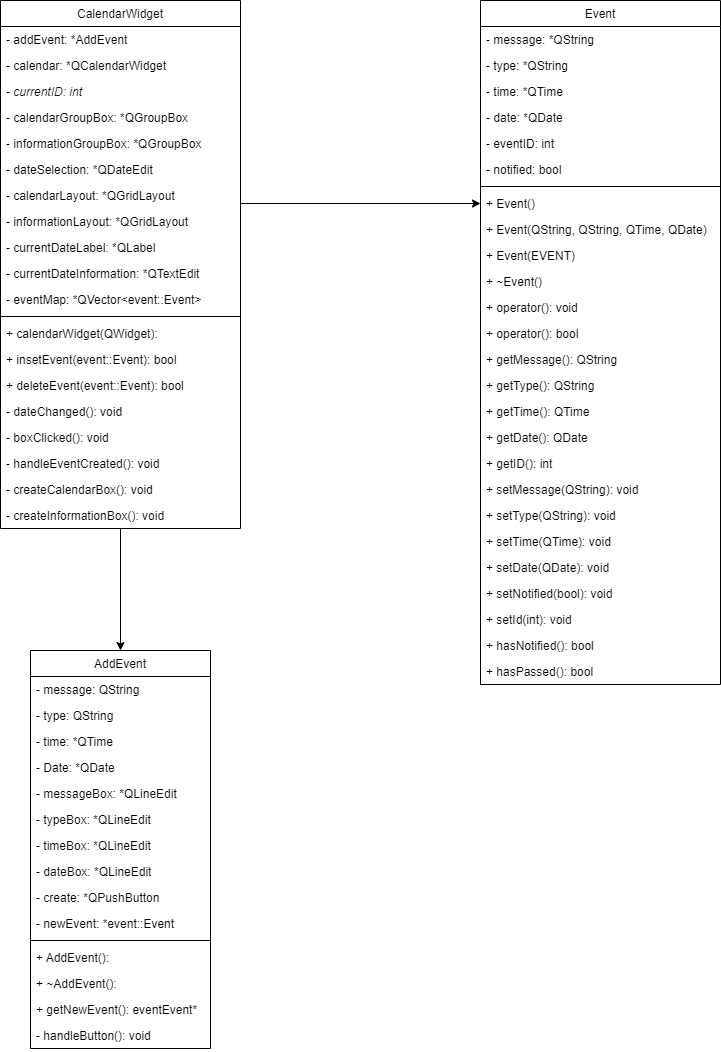 CalendarWidget
- addEvent: *AddEvent
- calendar: *QCalendarWidget
- currentID: int
- calendarGroupBox: *QGroupBox
- informationGroupBox: *QGroupBox
- dateSelection: *QDateEdit
- calendarLayout: *QGridLayout
- informationLayout: *QGridLayout
- currentDateLabel: *QLabel
- currentDateInformation: *QTextEdit
- eventMap: *QVector<event::Event>
+ calendarWidget(QWidget):
+ insetEvent(event::Event): bool
+ deleteEvent(event::Event): bool
- dateChanged(): void
- boxClicked(): void
- handleEventCreated(): void
- createCalendarBox(): void
- createInformationBox(): void
Event
- message: *QString
- type: *QString
- time: *QTime
- date: *QDate
- eventID: int
- notified: bool
+ Event()
+ Event(QString, QString, QTime, QDate)
+ Event(EVENT)
+ ~Event()
+ operator(): void
+ operator(): bool
+ getMessage(): QString
+ getType(): QString
+ getTime(): QTime
+ getDate(): QDate
+ getID(): int
+ setMessage(QString): void
+ setType(QString): void
+ setTime(QTime): void
+ setDate(QDate): void
+ setNotified(bool): void
+ setId(int): void
+ hasNotified(): bool
+ hasPassed(): bool
AddEvent
- message: QString
- type: QString
- time: *QTime
- Date: *QDate
- messageBox: *QLineEdit
- typeBox: *QLineEdit
- timeBox: *QLineEdit
- dateBox: *QLineEdit
- create: *QPushButton
- newEvent: *event::Event
+ AddEvent():
+ ~AddEvent():
+ getNewEvent(): eventEvent*
- handleButton(): void